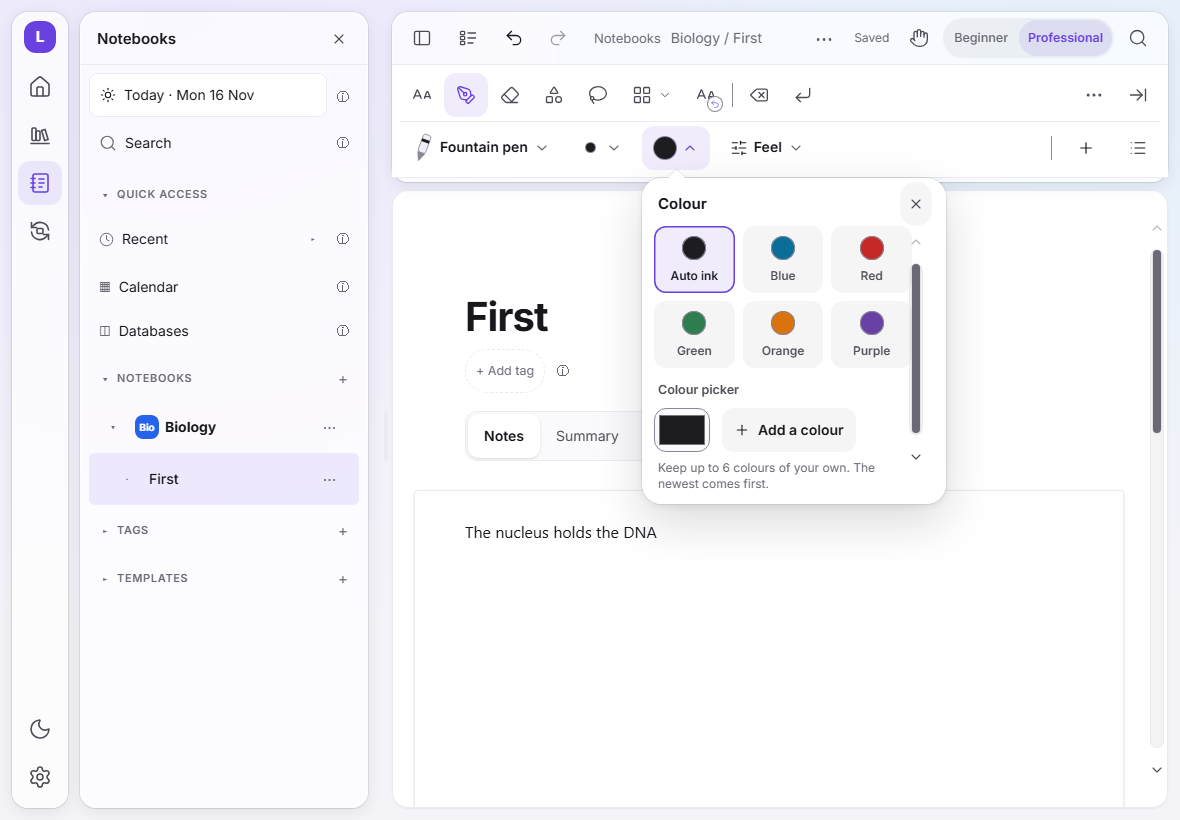 L
Notebooks
Today · Mon 16 Nov
Search
QUICK ACCESS
Recent
Calendar
Databases
NOTEBOOKS
Bio Biology
First
TAGS
TEMPLATES
Notebooks Biology / First
Saved
Beginner Professional
AA
AA
Fountain pen
Feel
First
+ Add tag
Notes Summary
The nucleus holds the DNA
Colour
Auto ink Blue Red
Green Orange Purple
Colour picker
+ Add a colour
Keep up to 6 colours of your own. The
newest comes first.